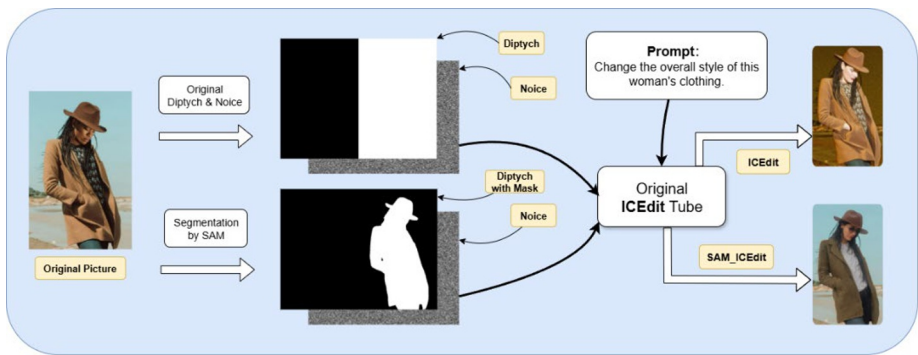 Original Picture
Original
Diptych & Noice
Segmentation
by SAM
Diptych
Noice
Diptych
with Mask
Noice
Prompt:
Change the overall style of this
woman's clothing.
Original
ICEdit Tube
ICEdit
SAM_ICEdit